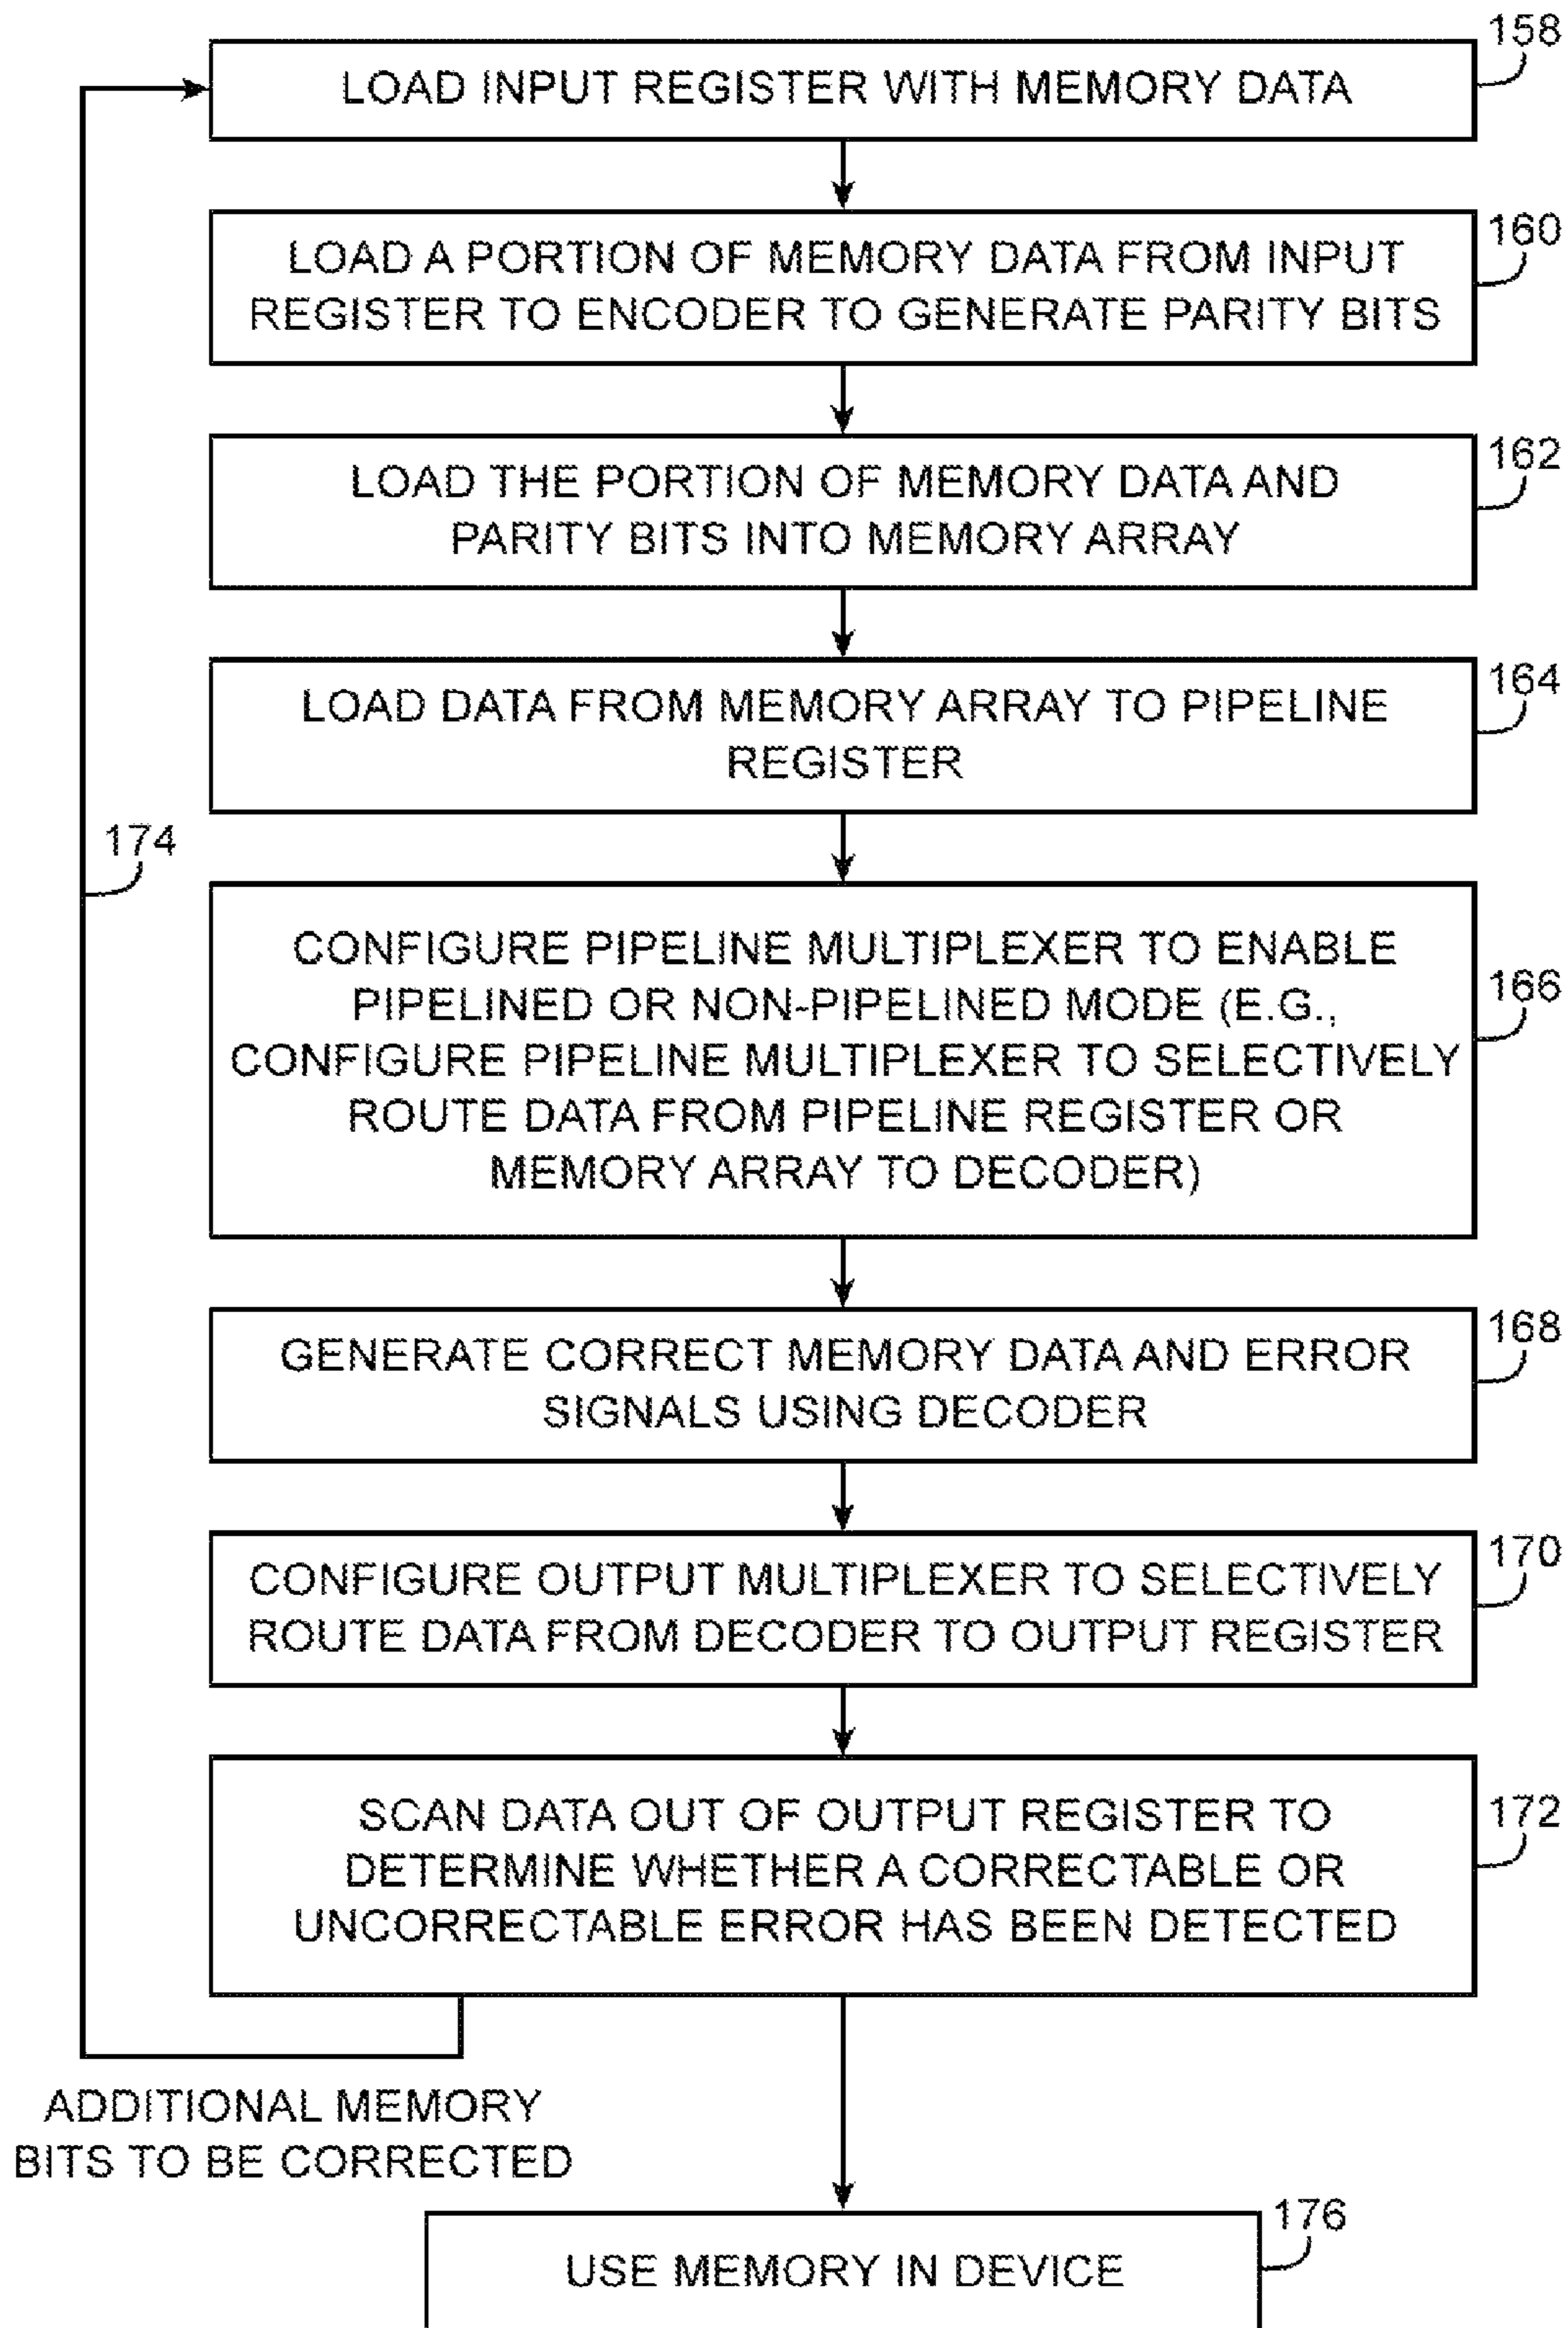 158
LOAD INPUT REGISTER WITH MEMORY DATA
160
LOAD A PORTION OF MEMORY DATA FROM INPUT
REGISTER TO ENCODER TO GENERATE PARITY BITS
162
LOAD THE PORTION OF MEMORY DATA AND
PARITY BITS INTO MEMORY ARRAY
164
LOAD DATA FROM MEMORY ARRAY TO PIPELINE
REGISTER
174
166
CONFIGURE PIPELINE MULTIPLEXER TO ENABLE
PIPELINED OR NON-PIPELINED MODE (E.G.,
CONFIGURE PIPELINE MULTIPLEXER TO SELECTIVELY
ROUTE DATA FROM PIPELINE REGISTER OR
MEMORY ARRAY TO DECODER)
168
GENERATE CORRECT MEMORY DATA AND ERROR
SIGNALS USING DECODER
170
CONFIGURE OUTPUT MULTIPLEXER TO SELECTIVELY
ROUTE DATA FROM DECODER TO OUTPUT REGISTER
172
SCAN DATA OUT OF OUTPUT REGISTER TO
DETERMINE WHETHER A CORRECTABLE OR
UNCORRECTABLE ERROR HAS BEEN DETECTED
ADDITIONAL MEMORY
BITS TO BE CORRECTED
176
USE MEMORY IN DEVICE